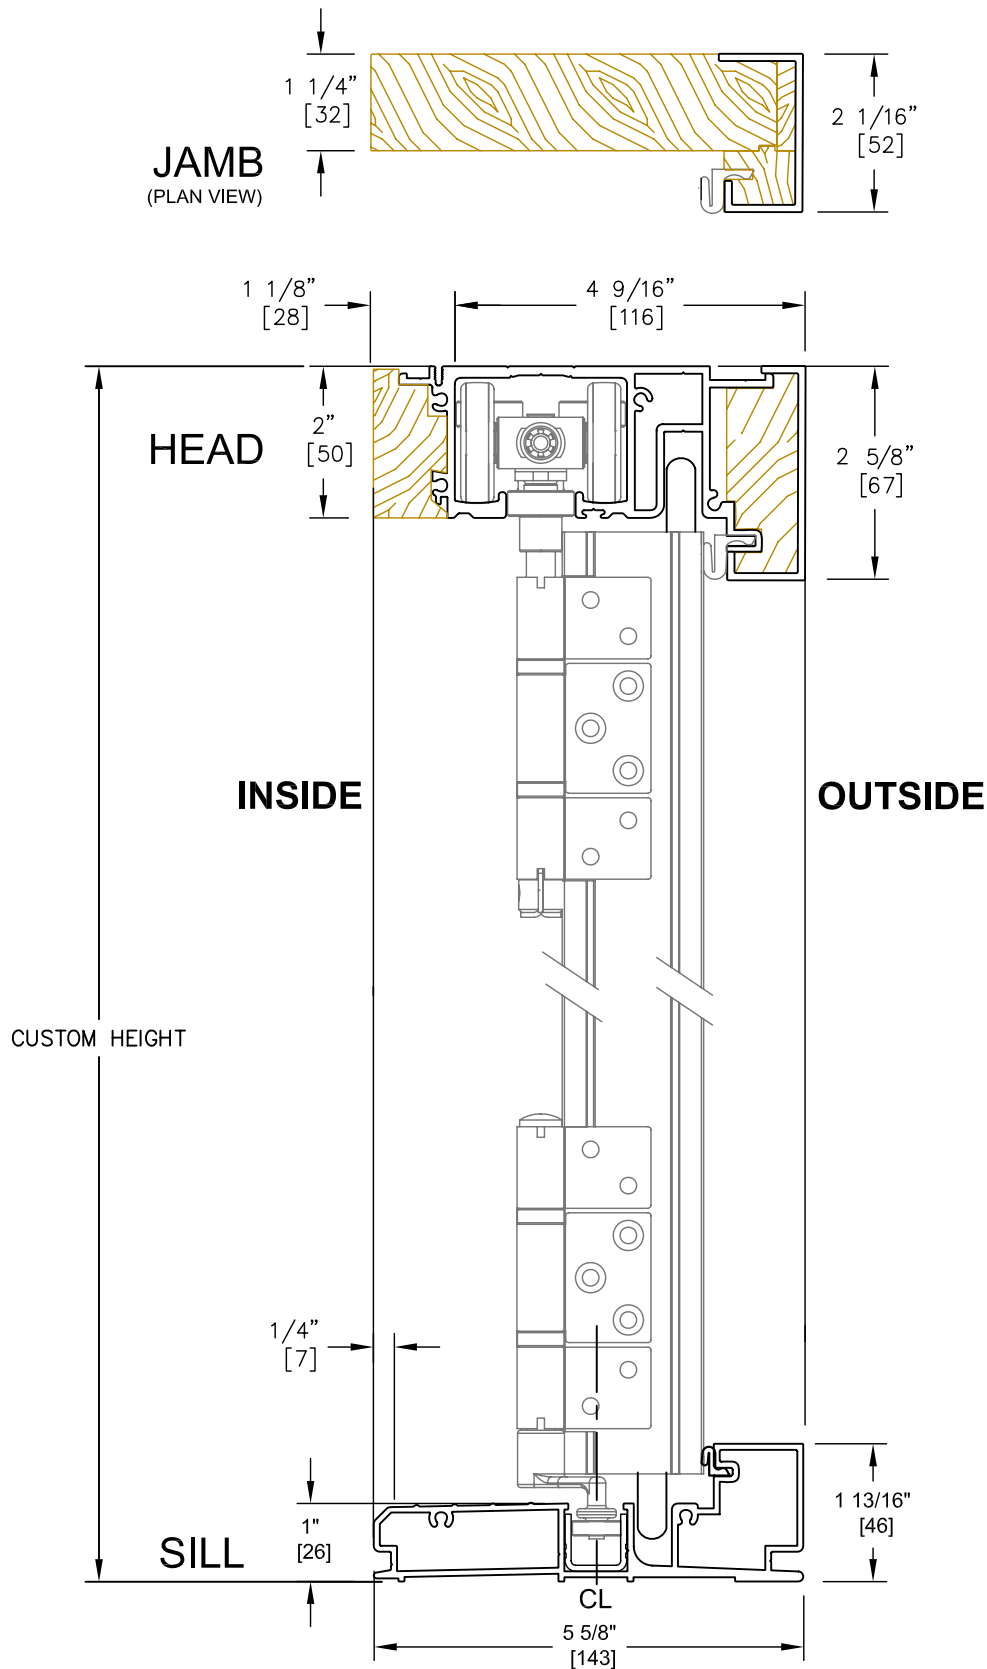 1 1/4”
[32]
2 1/16”
[52]
JAMB
(PLAN VIEW)
1 1/8”
[28]
4 9/16”
[116]
HEAD
2”
[50]
2 5/8”
[67]
INSIDE
OUTSIDE
CUSTOM HEIGHT
1/4”
[7]
1"
[26]
1 13/16"
[46]
SILL
CL
5 5/8"
[143]